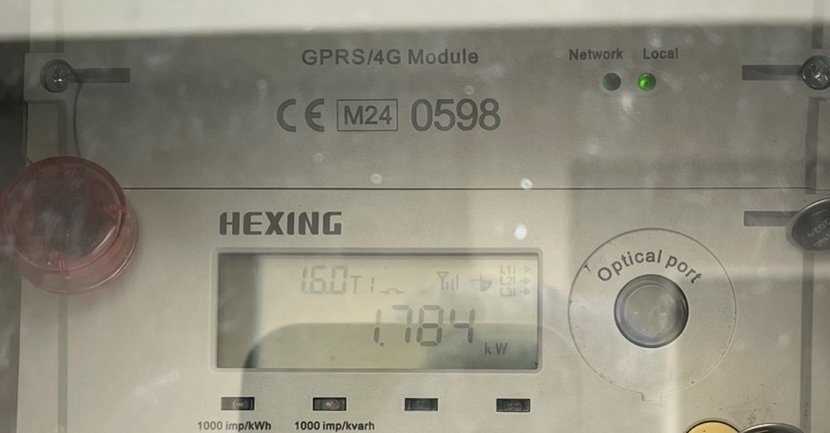 GPRS/4G Module
Network Local
CE M24 0598
HEXING
1.6.0 T1
L1 →
L2 →
L3 →
1.784
kW
Optical port
1000 imp/kWh 1000 imp/kvarh